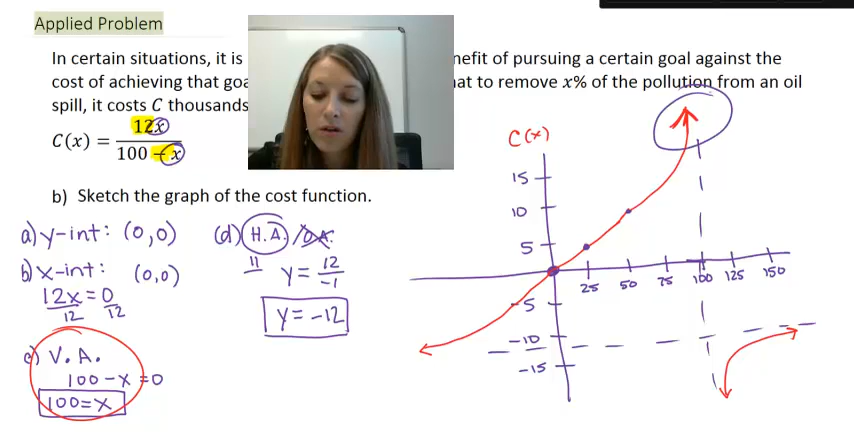 Applied Problem
In certain situations, it is nefit of pursuing a certain goal against the
cost of achieving that goa at to remove x% of the pollution from an oil
spill, it costs C thousands
C(x) = 12x / 100 - x
b) Sketch the graph of the cost function.
a) y-int: (0,0)
b) x-int: (0,0)
12x = 0
12 12
c) V.A.
100 - x = 0
100 = x
(d) H.A. / O.A.
y = 12 / -1
y = -12
C(x)
15
10
5
25 50 75 100 125 150
-5
-10
-15